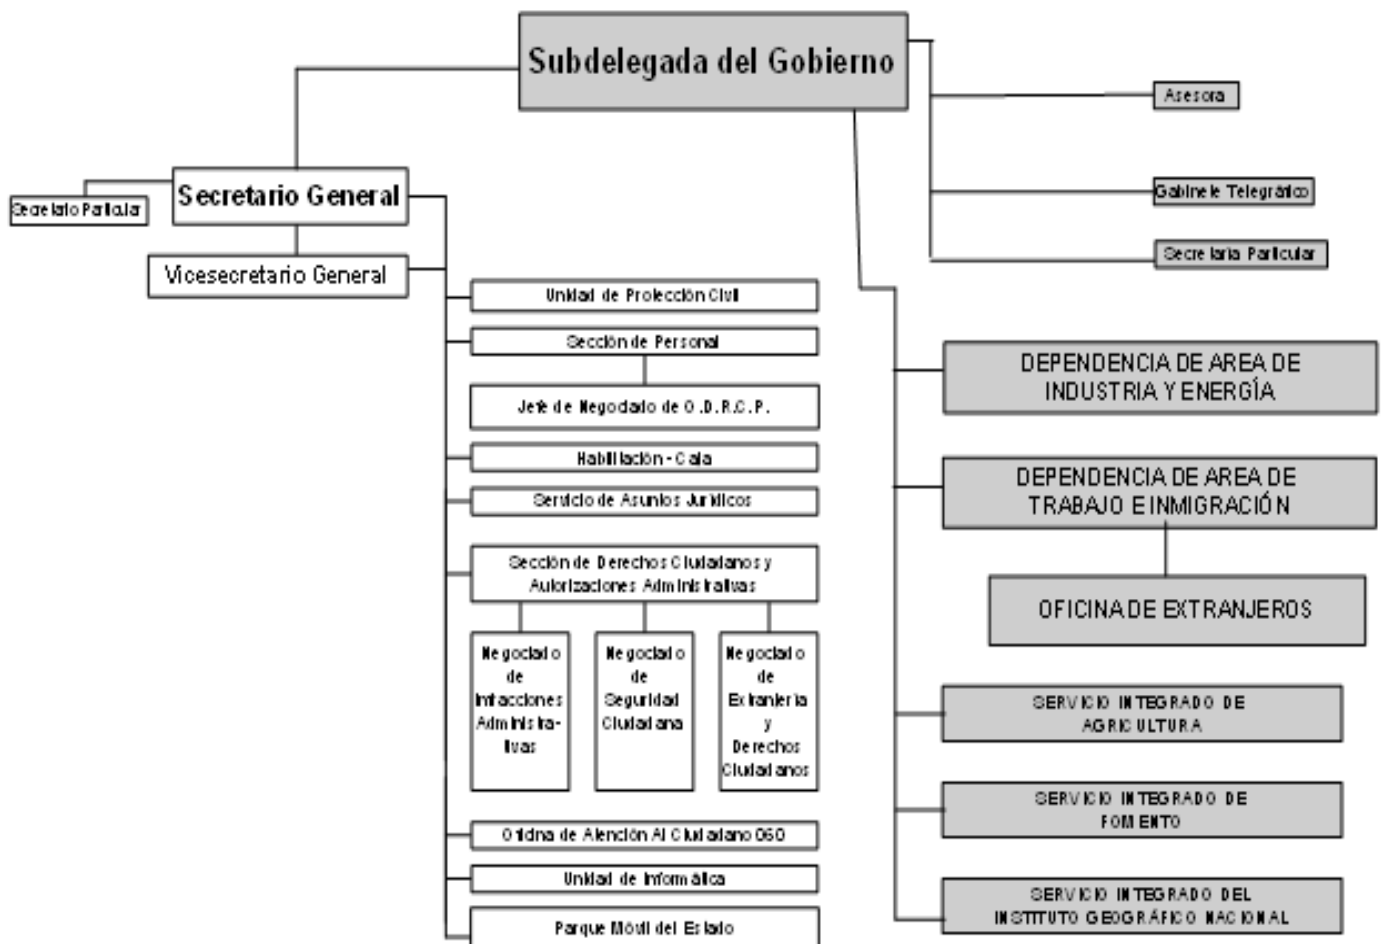 Subdelegada del Gobierno
Asesora
Secretario General
Secretario Particular
Gabinete Telegráfico
Vicesecretario General
Secretaria Particular
Unidad de Protección Civil
Sección de Personal
Jefe de Negociado de O.D.R.C.P.
Habilitación - Caja
Servicio de Asuntos Jurídicos
Sección de Derechos Ciudadanos y
Autorizaciones Administrativas
Negociado
de
Infracciones
Administra-
tivas
Negociado
de
Seguridad
Ciudadana
Negociado
de
Extranjería
y
Derechos
Ciudadanos
Oficina de Atención Al Ciudadano 060
Unidad de Informática
Parque Móvil del Estado
DEPENDENCIA DE AREA DE
INDUSTRIA Y ENERGÍA
DEPENDENCIA DE AREA DE
TRABAJO E INMIGRACIÓN
OFICINA DE EXTRANJEROS
SERVICIO INTEGRADO DE
AGRICULTURA
SERVICIO INTEGRADO DE
FOMENTO
SERVICIO INTEGRADO DEL
INSTITUTO GEOGRÁFICO NACIONAL